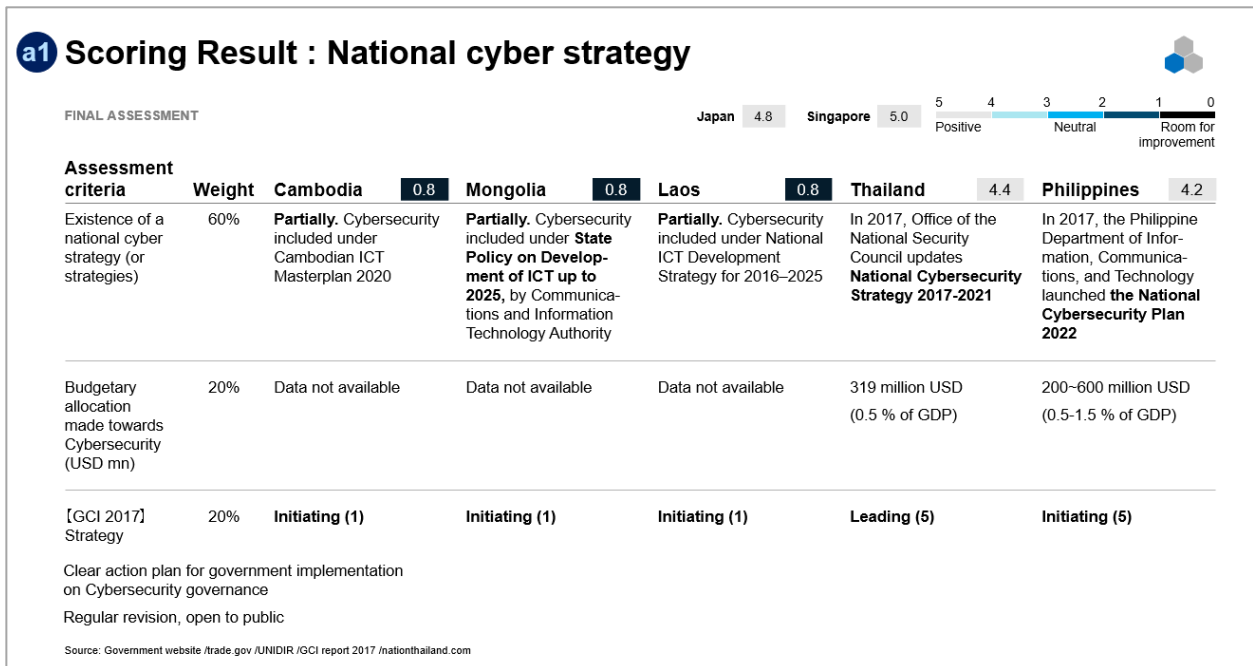 a1 Scoring Result : National cyber strategy
FINAL ASSESSMENT
Japan 4.8 Singapore 5.0
5 4 3 2 1 0
Positive Neutral Room for
improvement
Assessment
criteria Weight Cambodia 0.8 Mongolia 0.8 Laos 0.8 Thailand 4.4 Philippines 4.2
Existence of a
national cyber
strategy (or
strategies)
60%
Partially. Cybersecurity
included under
Cambodian ICT
Masterplan 2020
Partially. Cybersecurity
included under State
Policy on Develop-
ment of ICT up to
2025, by Communica-
tions and Information
Technology Authority
Partially. Cybersecurity
included under National
ICT Development
Strategy for 2016–2025
In 2017, Office of the
National Security
Council updates
National Cybersecurity
Strategy 2017-2021
In 2017, the Philippine
Department of Infor-
mation, Communica-
tions, and Technology
launched the National
Cybersecurity Plan
2022
Budgetary
allocation
made towards
Cybersecurity
(USD mn)
20%
Data not available
Data not available
Data not available
319 million USD
(0.5 % of GDP)
200~600 million USD
(0.5-1.5 % of GDP)
【GCI 2017】
Strategy
20%
Initiating (1)
Initiating (1)
Initiating (1)
Leading (5)
Initiating (5)
Clear action plan for government implementation
on Cybersecurity governance
Regular revision, open to public
Source: Government website /trade.gov /UNIDIR /GCI report 2017 /nationthailand.com